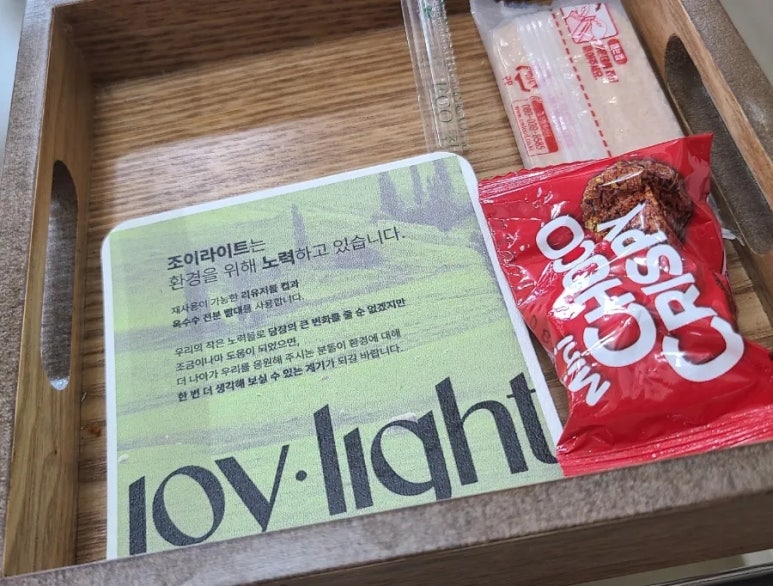 조이라이트는
환경을 위해 노력하고 있습니다.
재사용이 가능한 리유저블 컵과
옥수수 전분 빨대를 사용합니다.
우리의 작은 노력들로 당장의 큰 변화를 줄 순 없겠지만
조금이나마 도움이 되었으면,
더 나아가 우리를 응원해 주시는 분들이 환경에 대해
한 번 더 생각해 보실 수 있는 계기가 되길 바랍니다.
joy·light
Mini
CHOCO
CRISPY